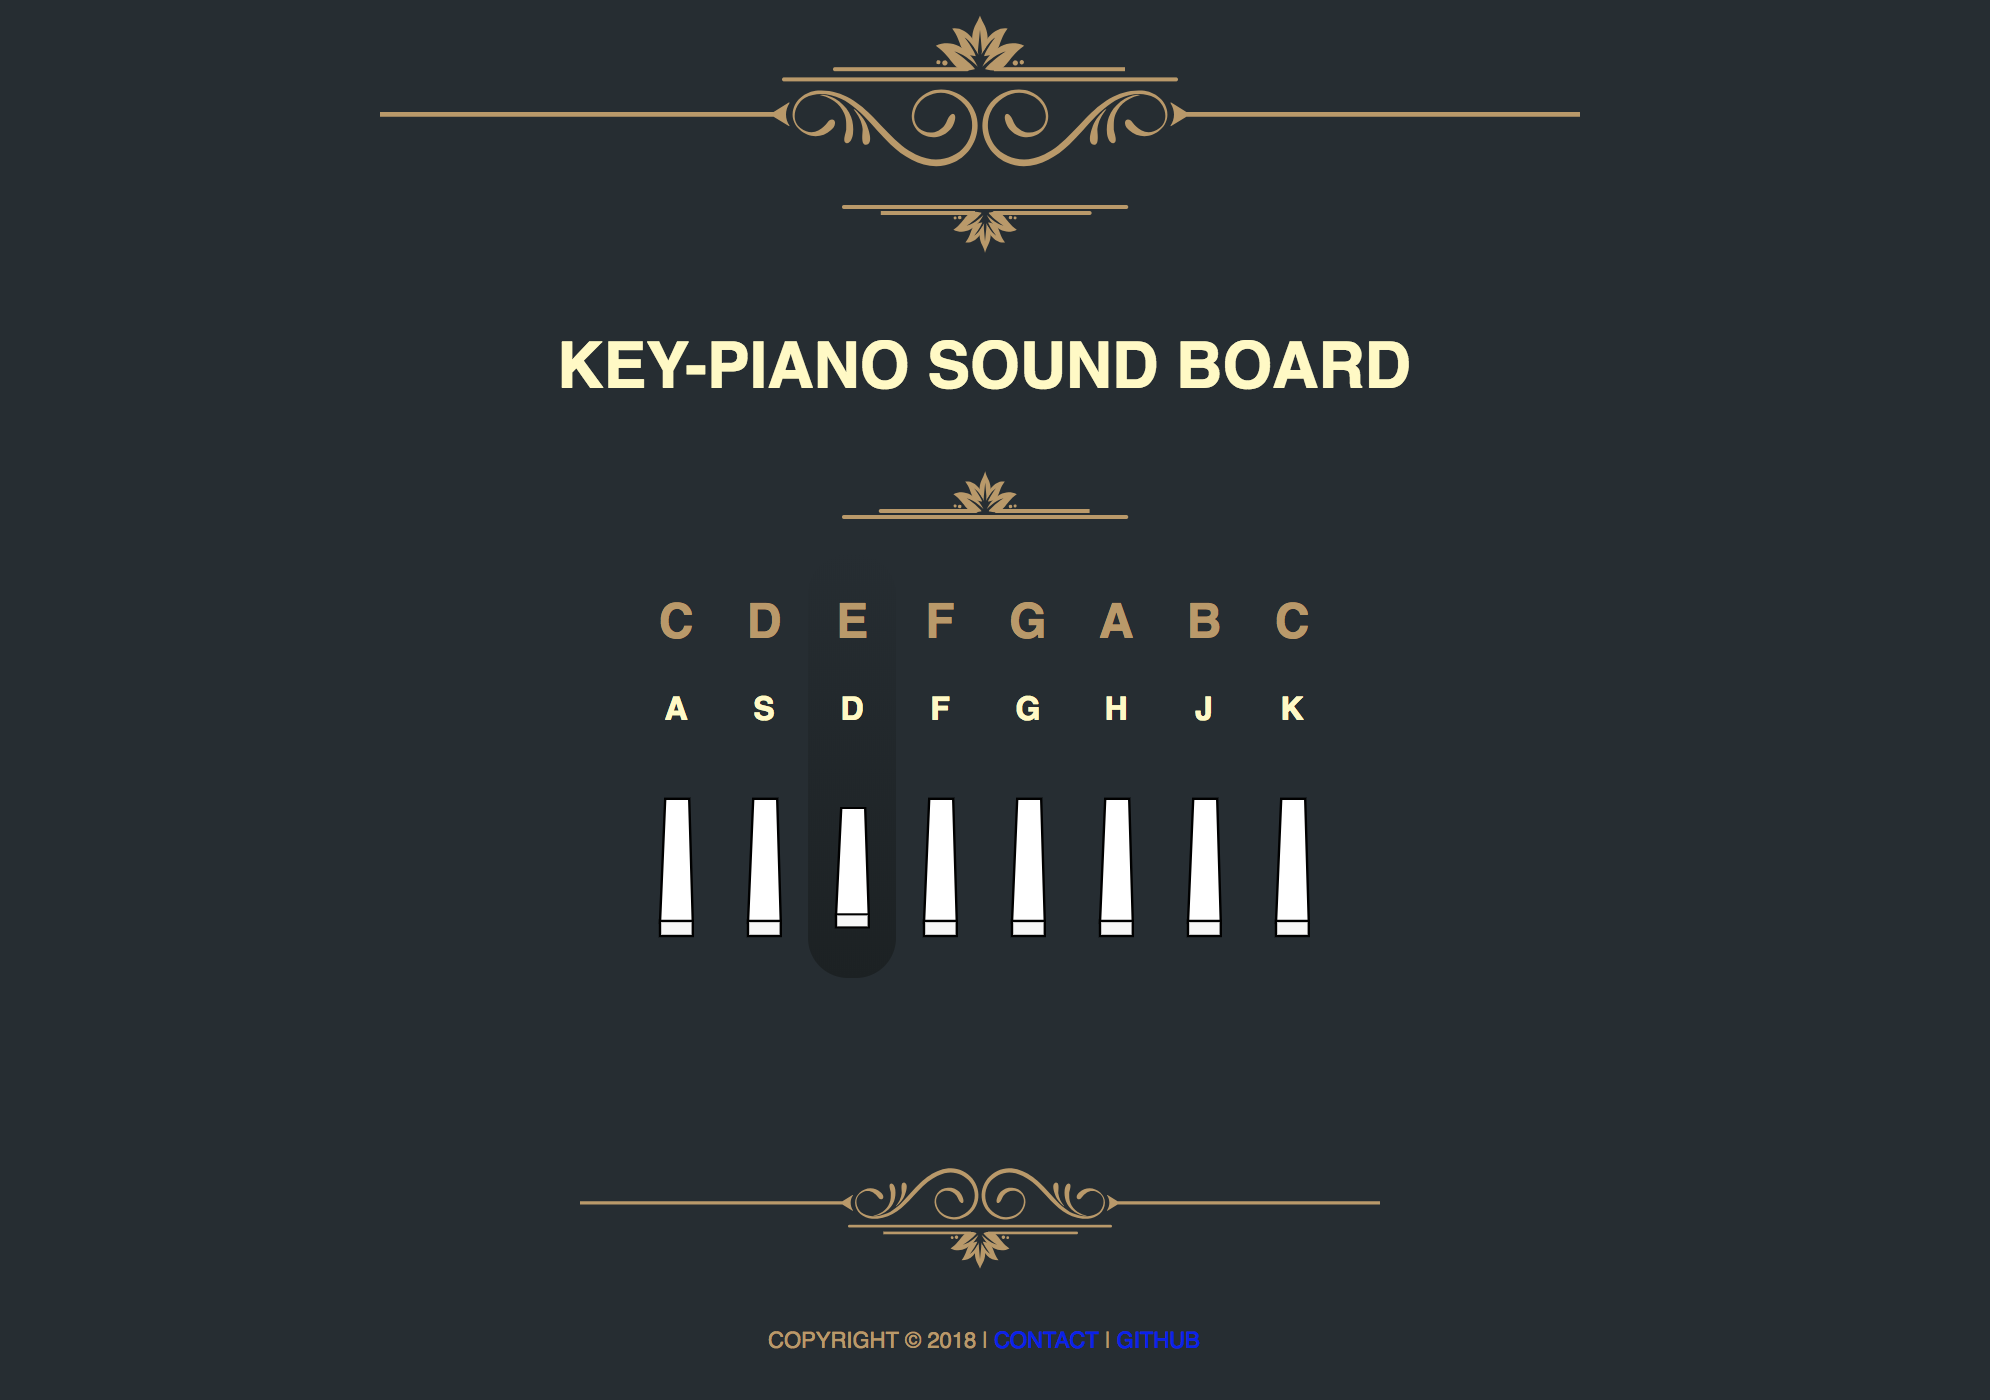 KEY-PIANO SOUND BOARD
C D E F G A B C
A S D F G H J K
COPYRIGHT © 2018 | CONTACT | GITHUB